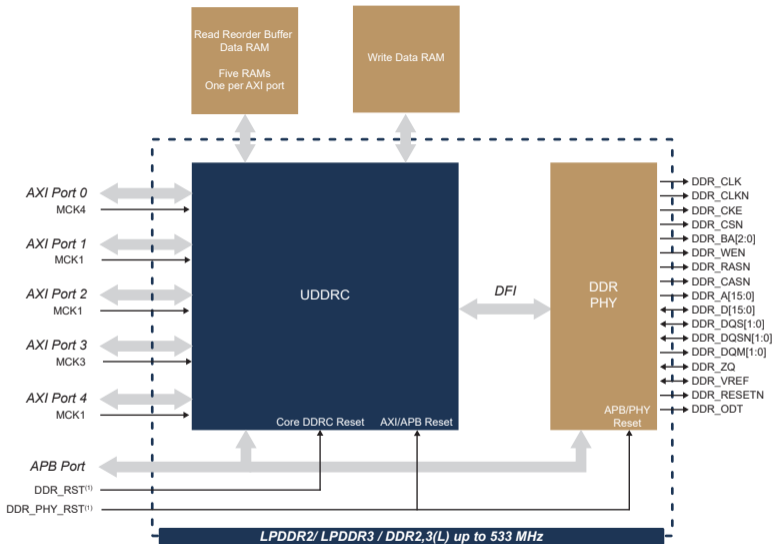 Read Reorder Buffer
Data RAM
Five RAMs
One per AXI port
Write Data RAM
AXI Port 0
MCK4
AXI Port 1
MCK1
AXI Port 2
MCK1
AXI Port 3
MCK3
AXI Port 4
MCK1
APB Port
DDR_RST(1)
DDR_PHY_RST(1)
UDDRC
Core DDRC Reset
AXI/APB Reset
DFI
DDR
PHY
APB/PHY
Reset
DDR_CLK
DDR_CLKN
DDR_CKE
DDR_CSN
DDR_BA[2:0]
DDR_WEN
DDR_RASN
DDR_CASN
DDR_A[15:0]
DDR_D[15:0]
DDR_DQS[1:0]
DDR_DQSN[1:0]
DDR_DQM[1:0]
DDR_ZQ
DDR_VREF
DDR_RESETN
DDR_ODT
LPDDR2/ LPDDR3 / DDR2,3(L) up to 533 MHz